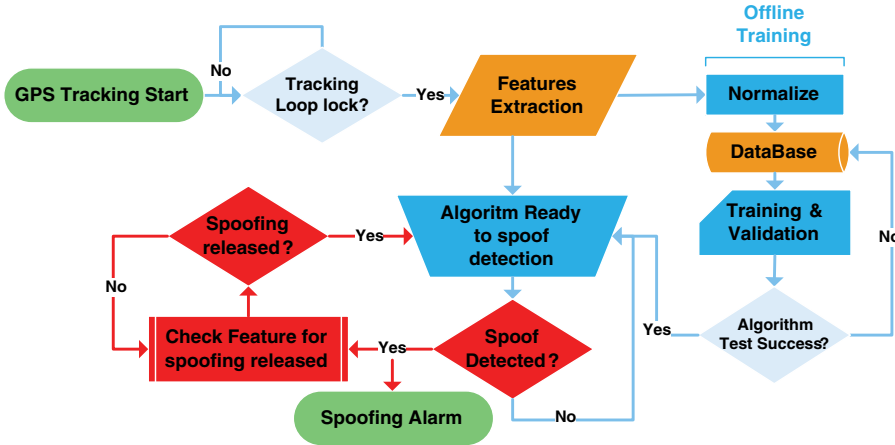 Offline
Training
No
GPS Tracking Start
Tracking
Loop lock?
Yes
Features
Extraction
Normalize
DataBase
Training &
Validation
No
Algoritm Ready
to spoof
detection
Spoofing
released?
Yes
No
Check Feature for
spoofing released
Yes
Spoof
Detected?
Yes
Algorithm
Test Success?
No
Spoofing Alarm